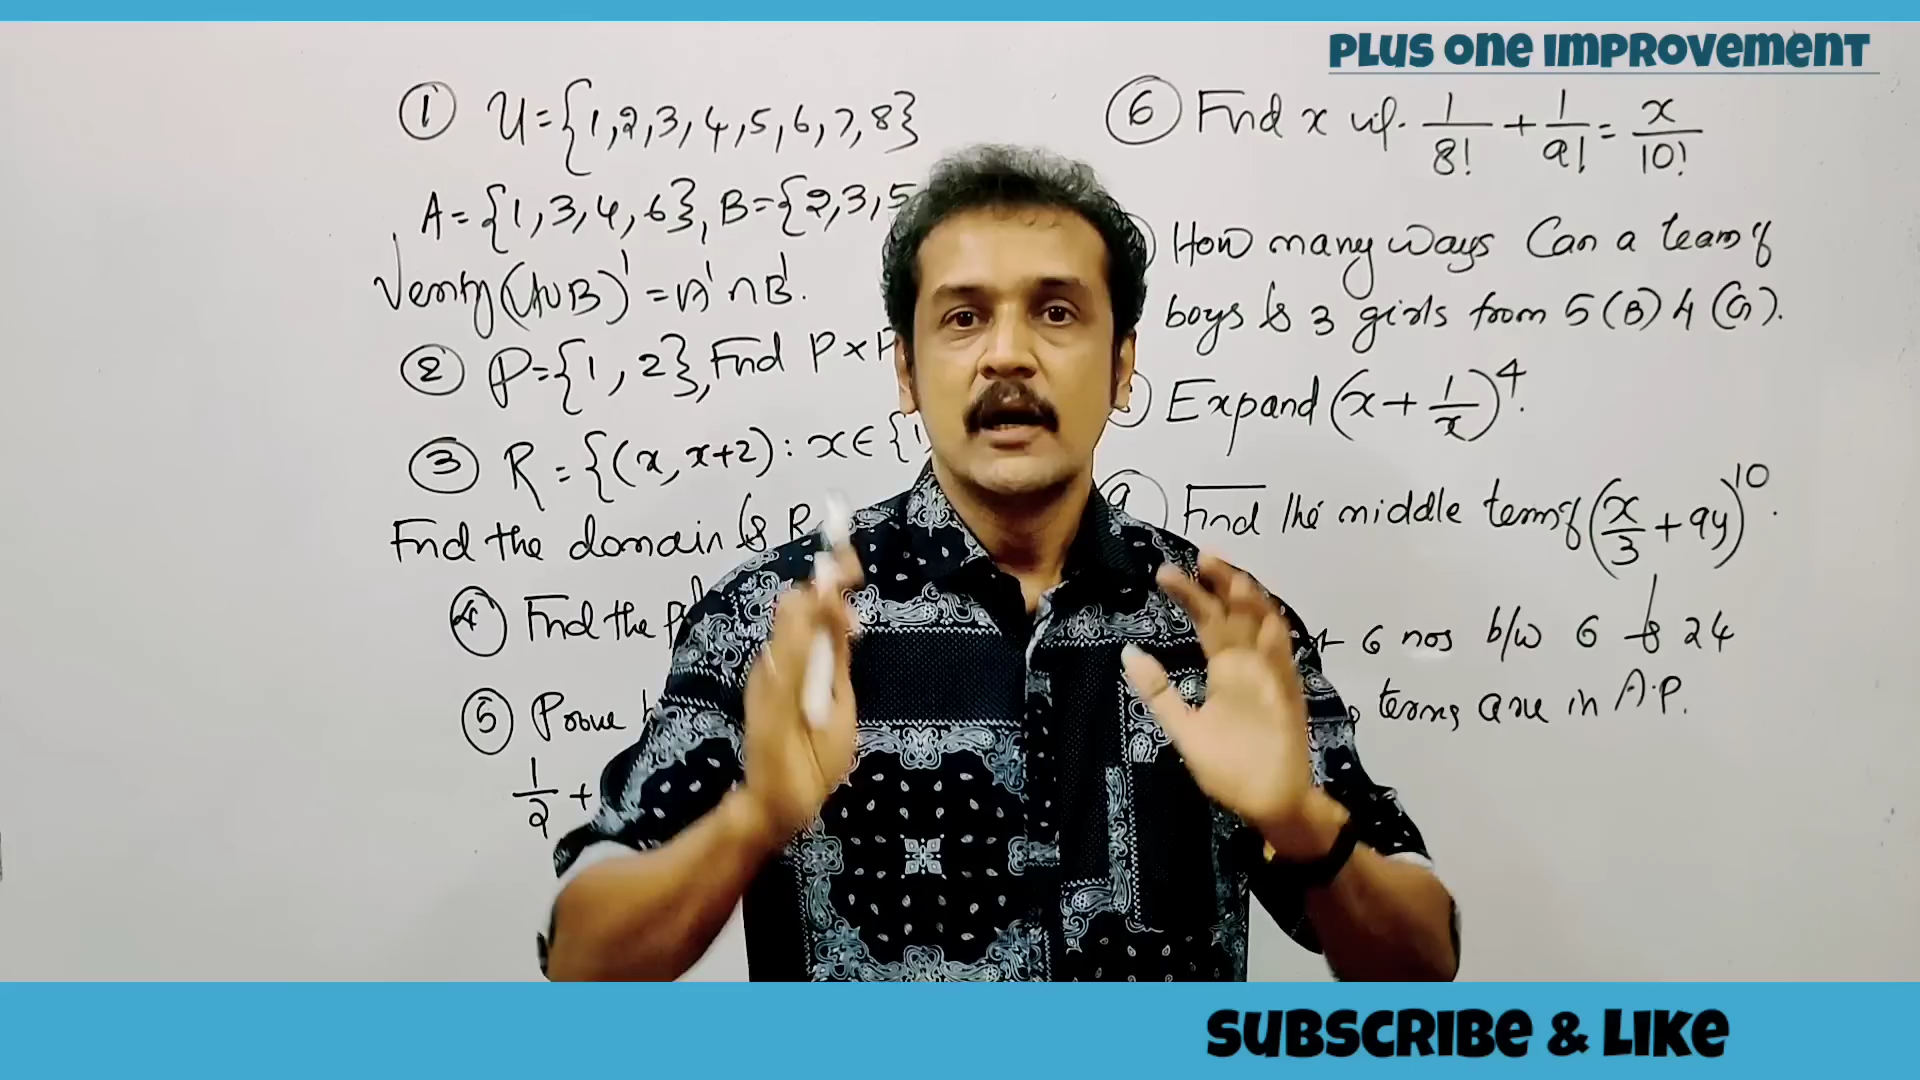 PLUS ONE IMPROVEMENT
① U={1,2,3,4,5,6,7,8}
A={1,3,4,6}, B={2,3,5
Verify (AUB)' = A' ∩ B'.
② P={1,2}, Find P×P
③ R={(x, x+2): x∈{
Find the domain & R
④ Find the
⑤ Prove
1/2 +
⑥ Find x if 1/8! + 1/9! = x/10!
How many ways Can a team of
boys & 3 girls from 5(B) 4(G).
Expand (x+1/x)^4.
9 Find the middle term of (x/3+9y)^10.
6 nos b/w 6 & 24
terms are in A.P.
SUBSCRIBE & LIKE